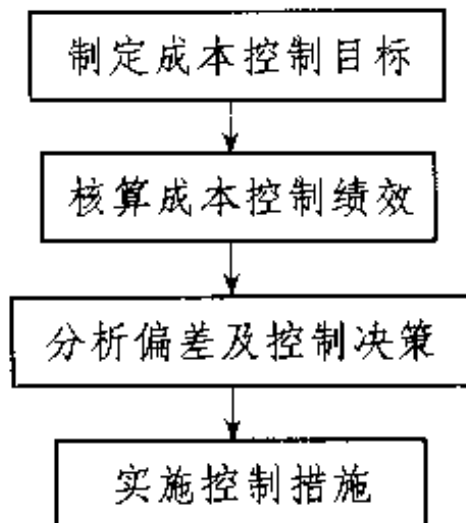 制定成本控制目标
核算成本控制绩效
分析偏差及控制决策
实施控制措施